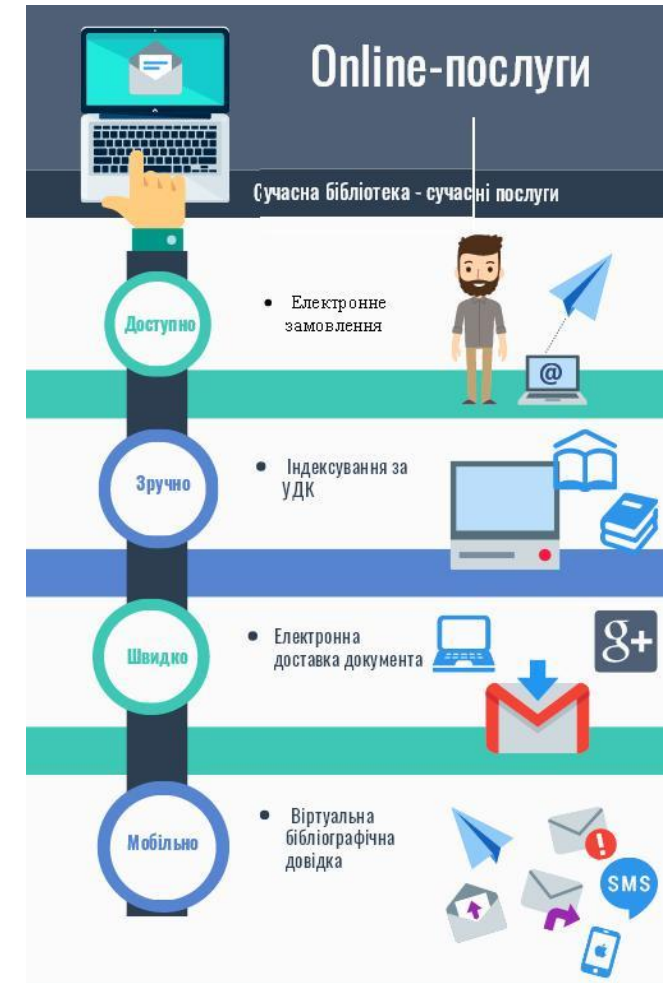 Online-послуги
Сучасна бібліотека - сучасні послуги
Доступно
• Електронне
замовлення
@
Зручно
• Індексування за
УДК
Швидко
• Електронна
доставка документа
g+
Мобільно
• Віртуальна
бібліографічна
довідка
!
SMS